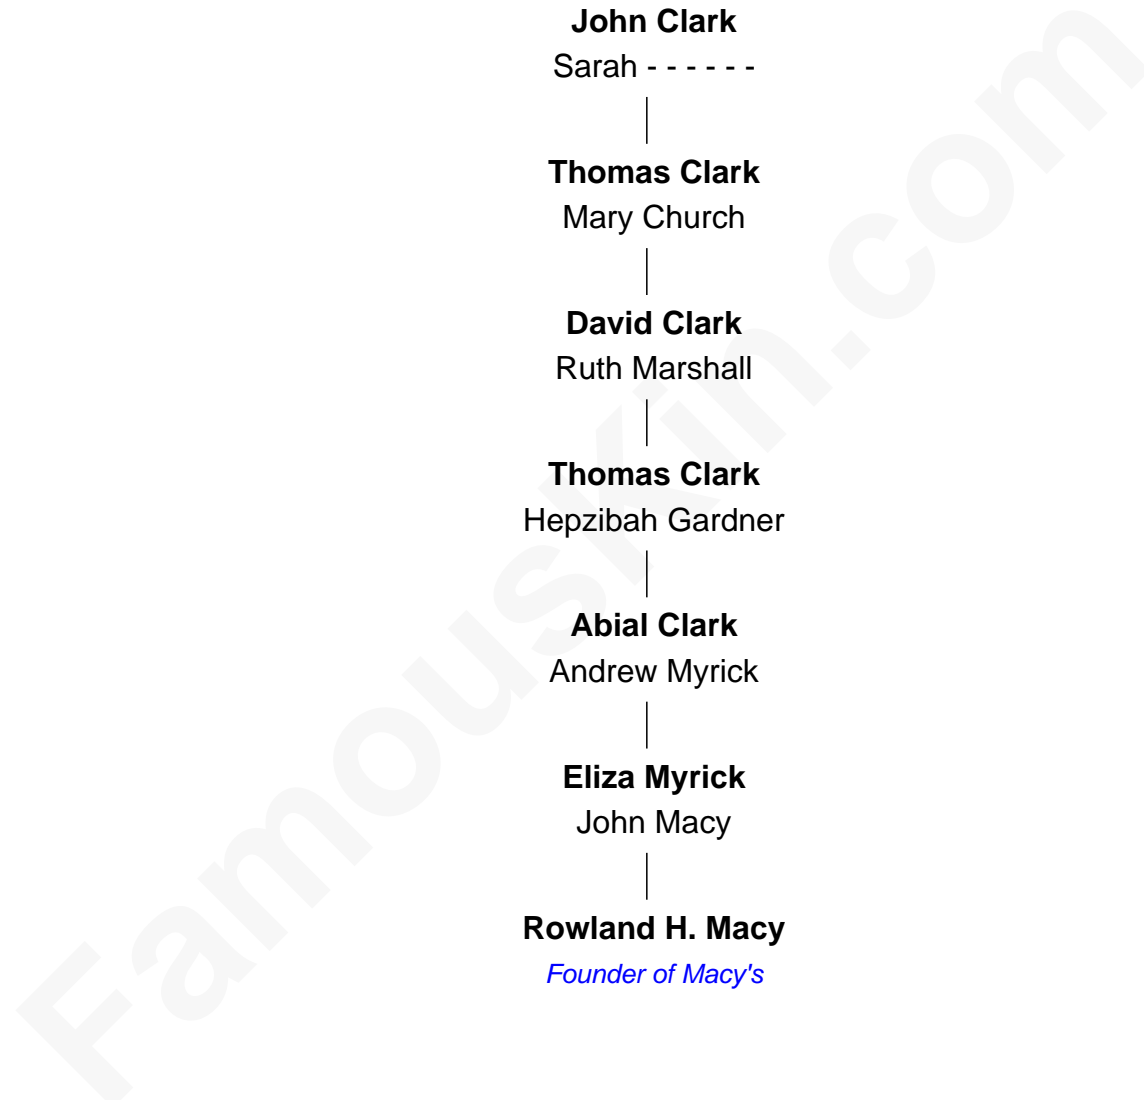 John Clark
Sarah - - - - - -
Thomas Clark
Mary Church
David Clark
Ruth Marshall
Thomas Clark
Hepzibah Gardner
Abial Clark
Andrew Myrick
Eliza Myrick
John Macy
Rowland H. Macy
Founder of Macy's
FamousKin.com